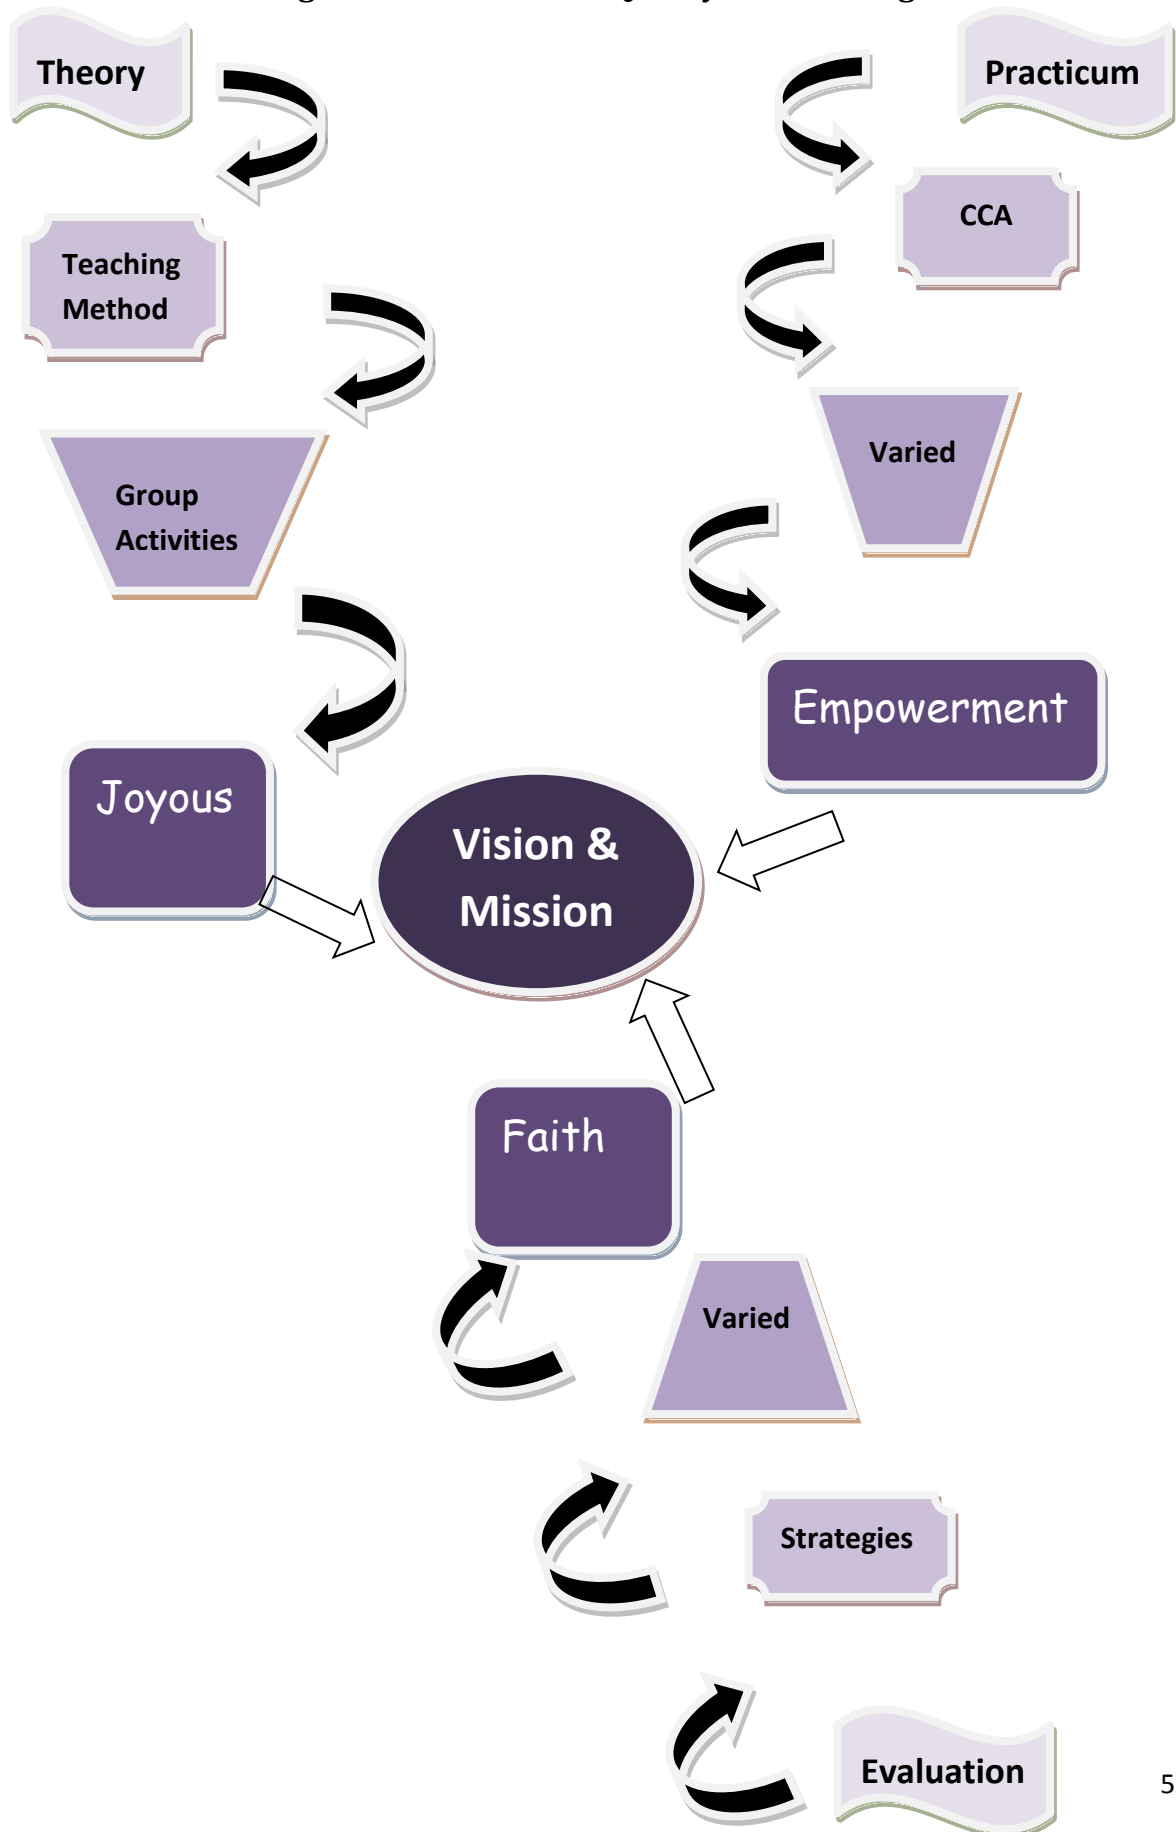 Theory
Practicum
CCA
Teaching
Method
Varied
Group
Activities
Empowerment
Joyous
Vision &
Mission
Faith
Varied
Strategies
Evaluation
5